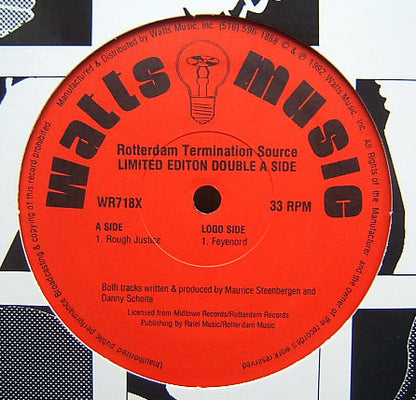 Manufactured & Distributed by Watts Music, Inc. (516) 596-1888 © & ℗ 1992 Watts Music, Inc. All Rights of the Manufacturer and the owner of the recorded work reserved
Unauthorized public performance Broadcasting & copying of this record prohibited.
Watts Music
Rotterdam Termination Source
LIMITED EDITON DOUBLE A SIDE
WR718X
33 RPM
A SIDE
1. Rough Justice
LOGO SIDE
1. Feyenord
Both tracks written & produced by Maurice Steenbergen and
Danny Scholte
Licensed from Midtown Records/Rotterdam Records
Publishing by Ratel Music/Rotterdam Music